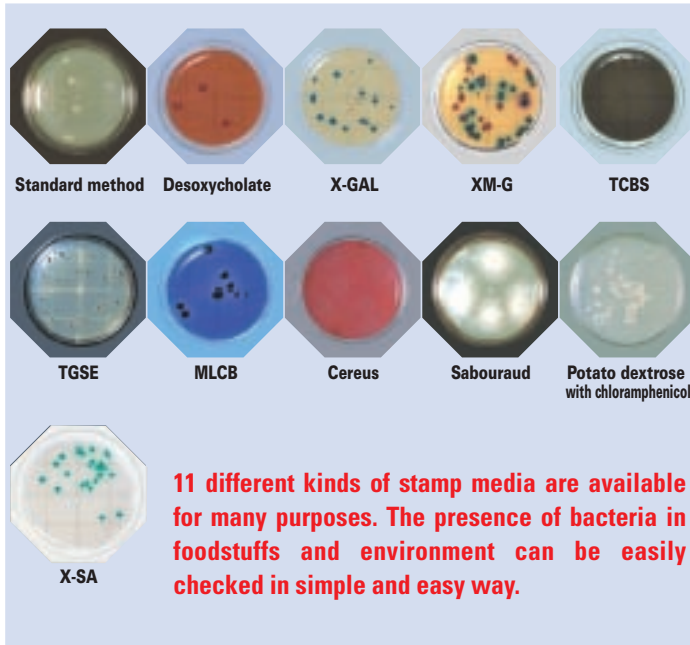 Standard method
Desoxycholate
X-GAL
XM-G
TCBS
TGSE
MLCB
Cereus
Sabouraud
Potato dextrose
with chloramphenicol
X-SA
11 different kinds of stamp media are available
for many purposes. The presence of bacteria in
foodstuffs and environment can be easily
checked in simple and easy way.